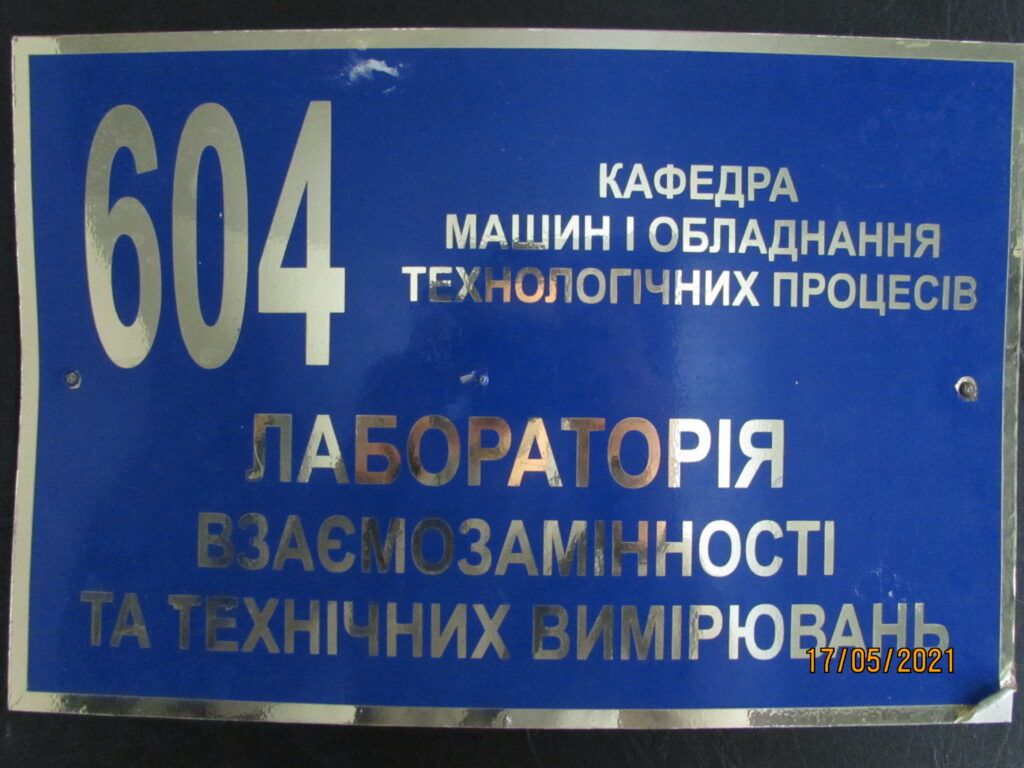 604
КАФЕДРА
МАШИН І ОБЛАДНАННЯ
ТЕХНОЛОГІЧНИХ ПРОЦЕСІВ
ЛАБОРАТОРІЯ
ВЗАЄМОЗАМІННОСТІ
ТА ТЕХНІЧНИХ ВИМІРЮВАНЬ
17/05/2021